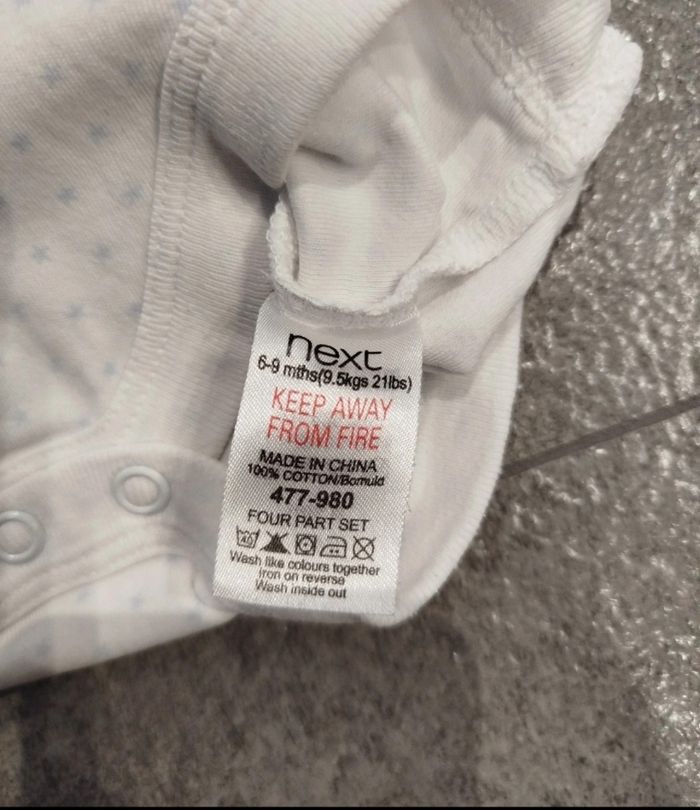 next
6-9 mths(9.5kgs 21lbs)
KEEP AWAY
FROM FIRE
MADE IN CHINA
100% COTTON/Bomuld
477-980
FOUR PART SET
40
Wash like colours together
Iron on reverse
Wash inside out